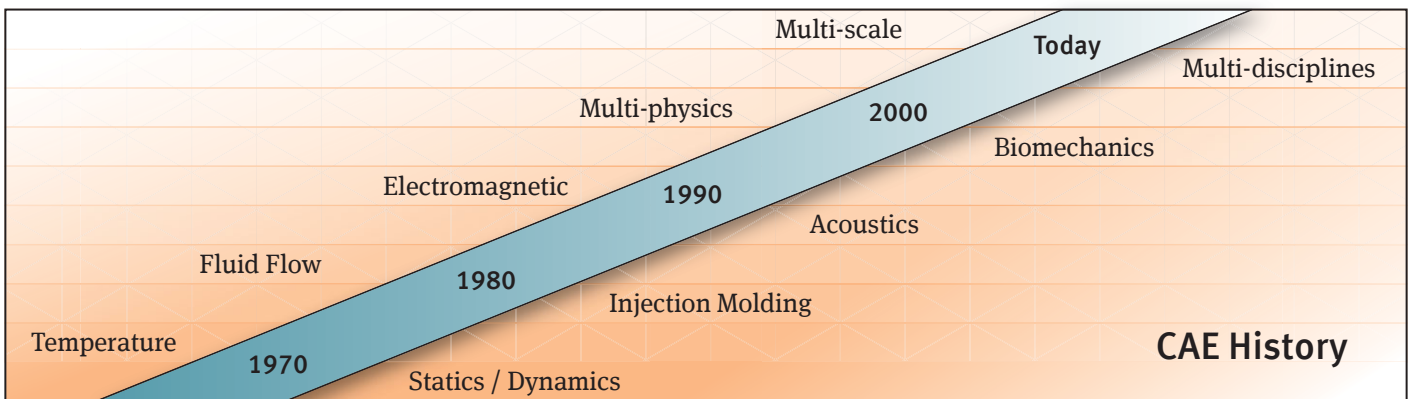 Multi-scale
Today
Multi-disciplines
Multi-physics
2000
Biomechanics
Electromagnetic
1990
Acoustics
Fluid Flow
1980
Injection Molding
Temperature
1970
Statics / Dynamics
CAE History